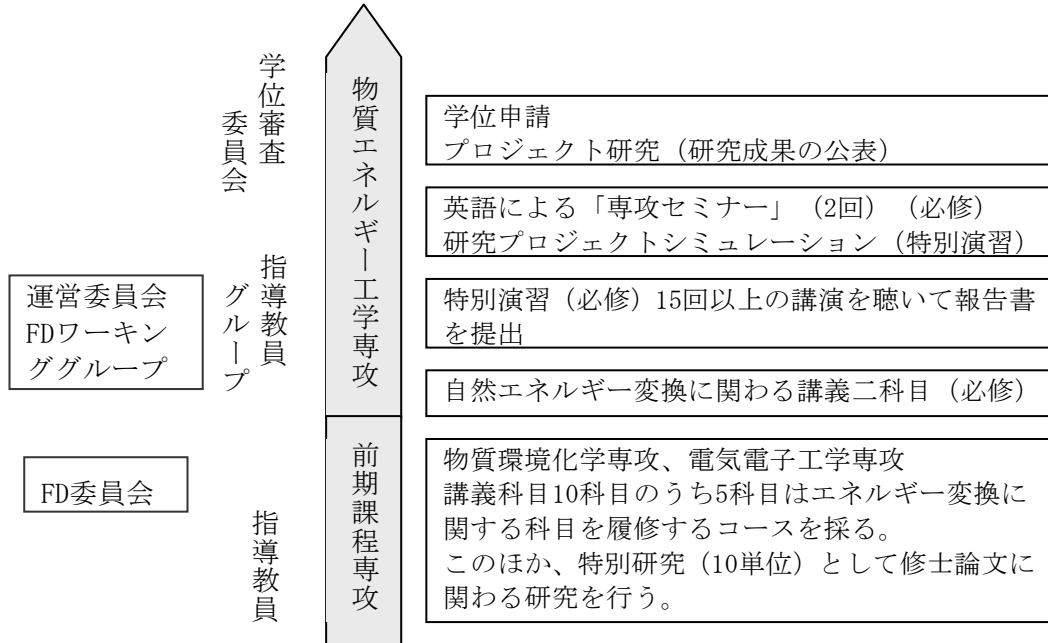 学位審査
委員会
指導教員
グループ
運営委員会
FDワーキン
ググループ
FD委員会
指導教員
物質エネルギー工学専攻
前期課程専攻
学位申請
プロジェクト研究（研究成果の公表）
英語による「専攻セミナー」（2回）（必修）
研究プロジェクトシミュレーション（特別演習）
特別演習（必修）15回以上の講演を聴いて報告書
を提出
自然エネルギー変換に関わる講義二科目（必修）
物質環境化学専攻、電気電子工学専攻
講義科目10科目のうち5科目はエネルギー変換に
関する科目を履修するコースを採る。
このほか、特別研究（10単位）として修士論文に
関わる研究を行う。